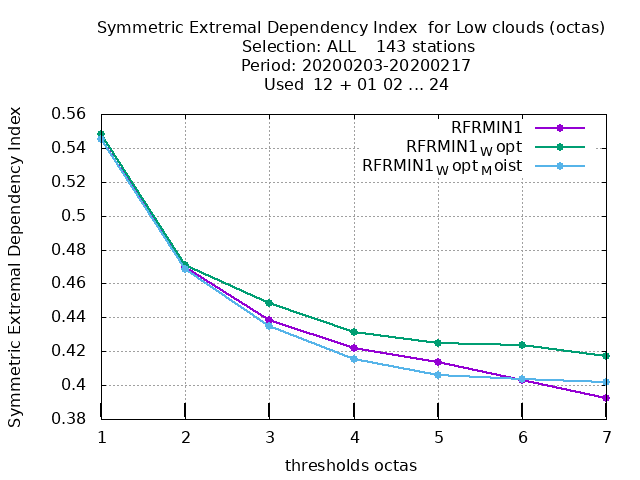 Symmetric Extremal Dependency Index  for Low clouds (octas)
Selection: ALL    143 stations
Period: 20200203-20200217
Used  12 + 01 02 ... 24
Symmetric Extremal Dependency Index
0.56
0.54
0.52
0.5
0.48
0.46
0.44
0.42
0.4
0.38
RFRMIN1
RFRMIN1Wopt
RFRMIN1WoptMoist
1 2 3 4 5 6 7
thresholds octas